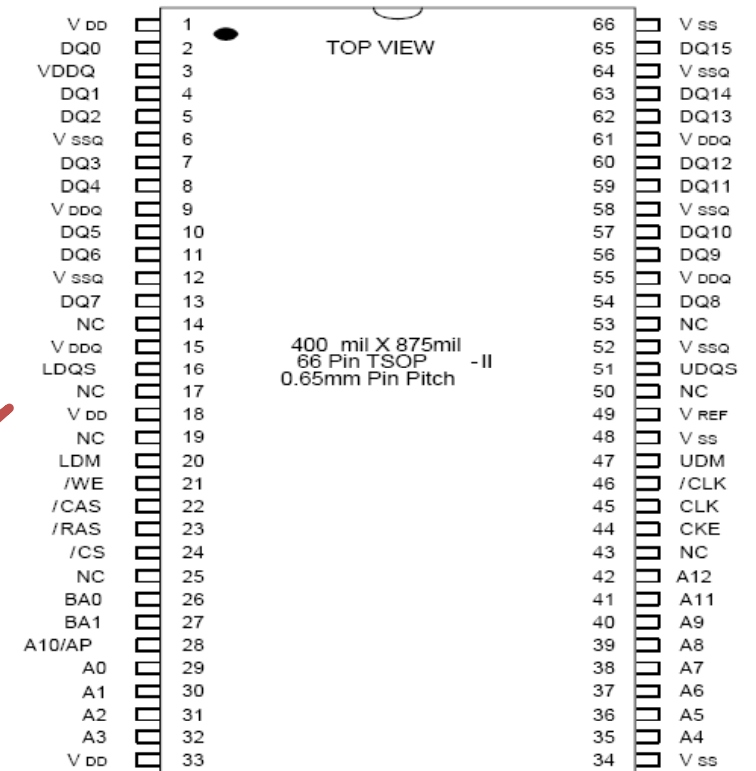 V DD 1 66 V SS
DQ0 2 TOP VIEW 65 DQ15
VDDQ 3 64 V SSQ
DQ1 4 63 DQ14
DQ2 5 62 DQ13
V SSQ 6 61 V DDQ
DQ3 7 60 DQ12
DQ4 8 59 DQ11
V DDQ 9 58 V SSQ
DQ5 10 57 DQ10
DQ6 11 56 DQ9
V SSQ 12 55 V DDQ
DQ7 13 54 DQ8
NC 14 53 NC
V DDQ 15 400 mil X 875mil 52 V SSQ
LDQS 16 66 Pin TSOP -II 51 UDQS
NC 17 0.65mm Pin Pitch 50 NC
V DD 18 49 V REF
NC 19 48 V SS
LDM 20 47 UDM
/WE 21 46 /CLK
/CAS 22 45 CLK
/RAS 23 44 CKE
/CS 24 43 NC
NC 25 42 A12
BA0 26 41 A11
BA1 27 40 A9
A10/AP 28 39 A8
A0 29 38 A7
A1 30 37 A6
A2 31 36 A5
A3 32 35 A4
V DD 33 34 V SS